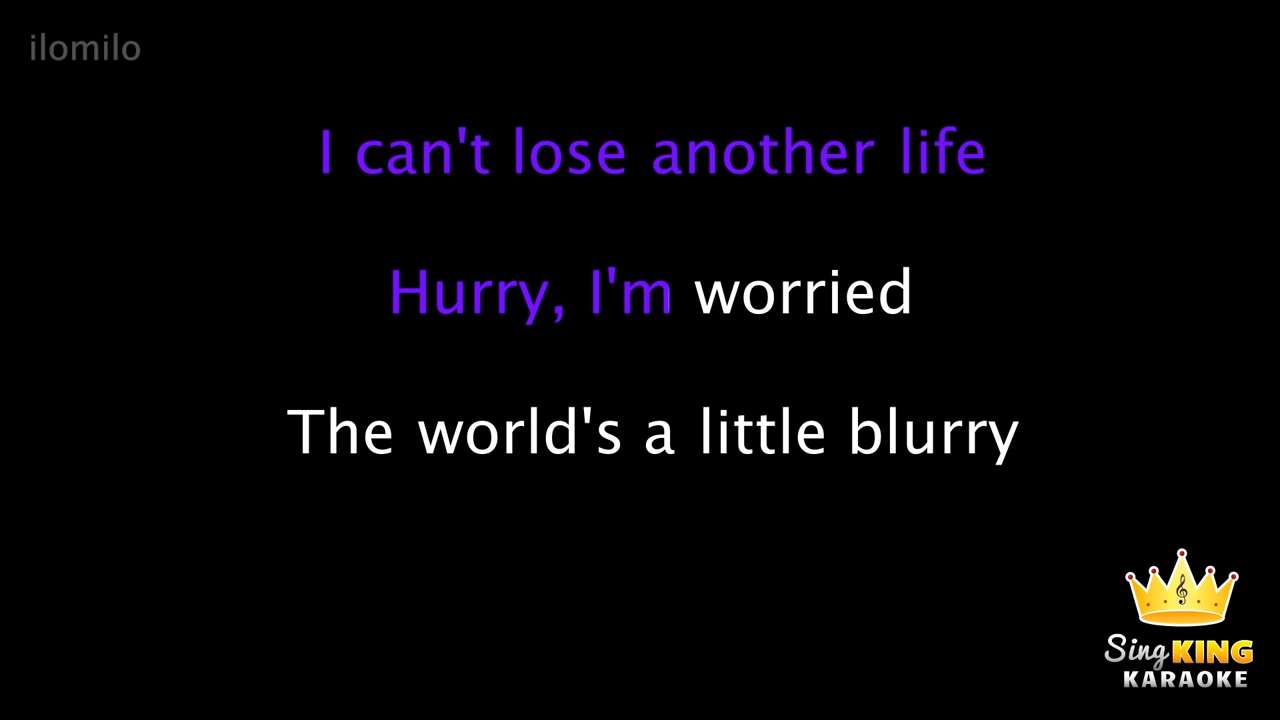 ilomilo
I can't lose another life
Hurry, I'm worried
The world's a little blurry
Sing KING
KARAOKE